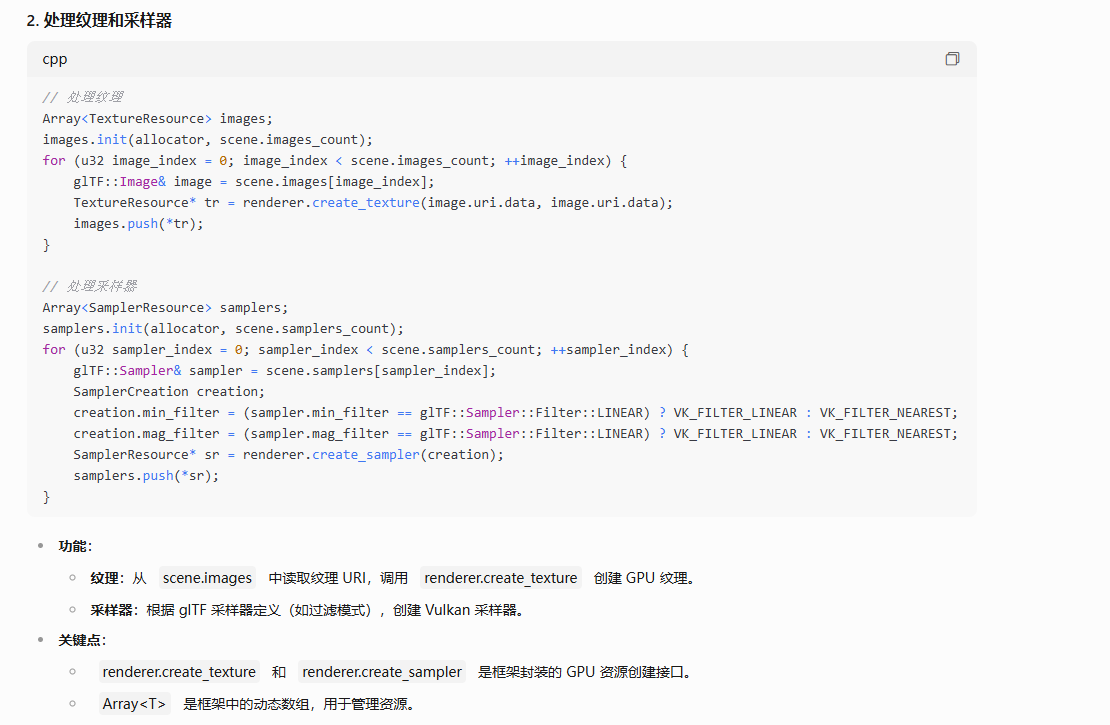 2. 处理纹理和采样器
cpp
// 处理纹理
Array<TextureResource> images;
images.init(allocator, scene.images_count);
for (u32 image_index = 0; image_index < scene.images_count; ++image_index) {
    glTF::Image& image = scene.images[image_index];
    TextureResource* tr = renderer.create_texture(image.uri.data, image.uri.data);
    images.push(*tr);
}
// 处理采样器
Array<SamplerResource> samplers;
samplers.init(allocator, scene.samplers_count);
for (u32 sampler_index = 0; sampler_index < scene.samplers_count; ++sampler_index) {
    glTF::Sampler& sampler = scene.samplers[sampler_index];
    SamplerCreation creation;
    creation.min_filter = (sampler.min_filter == glTF::Sampler::Filter::LINEAR) ? VK_FILTER_LINEAR : VK_FILTER_NEAREST;
    creation.mag_filter = (sampler.mag_filter == glTF::Sampler::Filter::LINEAR) ? VK_FILTER_LINEAR : VK_FILTER_NEAREST;
    SamplerResource* sr = renderer.create_sampler(creation);
    samplers.push(*sr);
}
功能：
纹理：从 scene.images 中读取纹理 URI，调用 renderer.create_texture 创建 GPU 纹理。
采样器：根据 glTF 采样器定义（如过滤模式），创建 Vulkan 采样器。
关键点：
renderer.create_texture 和 renderer.create_sampler 是框架封装的 GPU 资源创建接口。
Array<T> 是框架中的动态数组，用于管理资源。